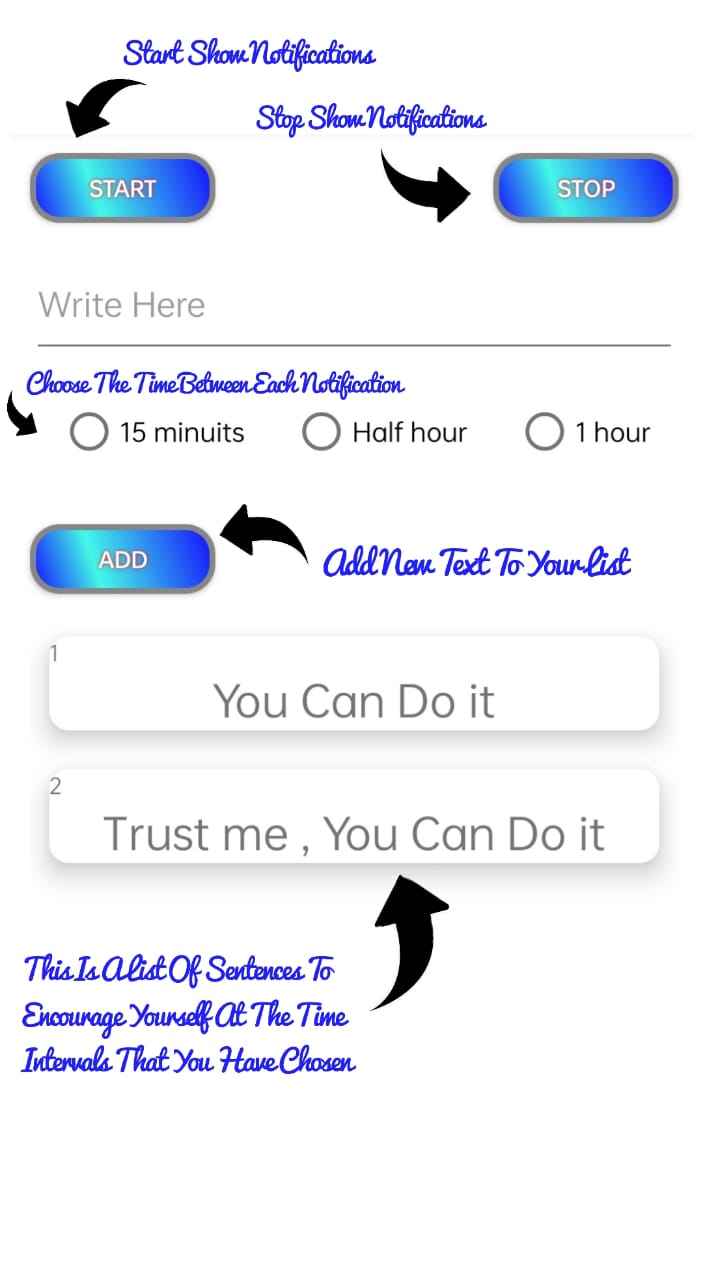 Start Show Notifications
Stop Show Notifications
START
STOP
Write Here
Choose The Time Between Each Notification
15 minuits
Half hour
1 hour
ADD
Add New Text To Your List
1
You Can Do it
2
Trust me , You Can Do it
This Is A List Of Sentences To
Encourage Yourself At The Time
Intervals That You Have Chosen